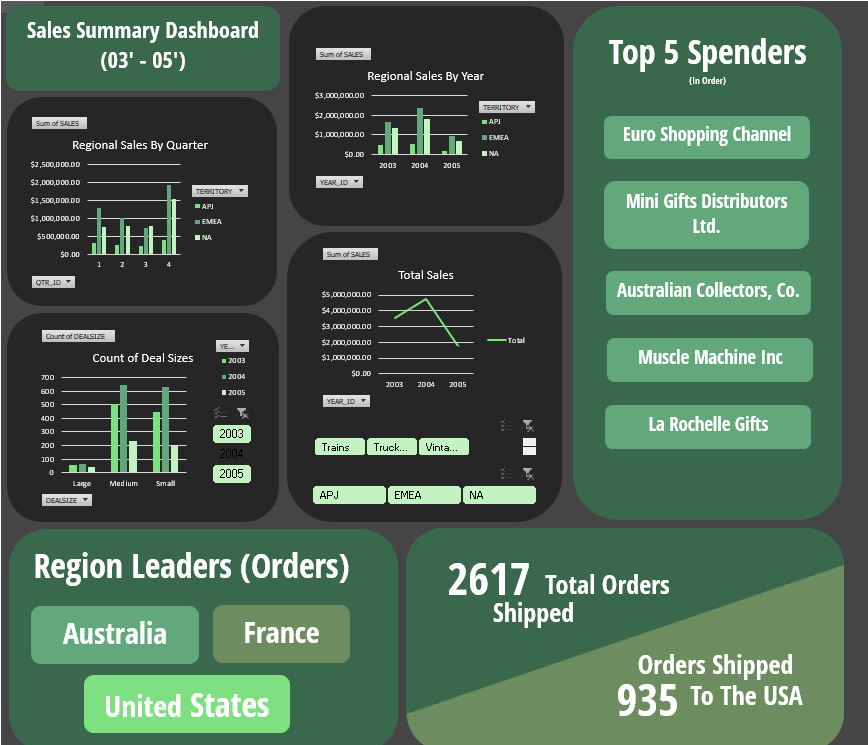 Sales Summary Dashboard
(03' - 05')
Sum of SALES
Regional Sales By Quarter
$2,500,000.00
$2,000,000.00
$1,500,000.00
$1,000,000.00
$500,000.00
$0.00
1 2 3 4
TERRITORY
APJ
EMEA
NA
QTR_ID
Count of DEALSIZE
Count of Deal Sizes
700
600
500
400
300
200
100
0
Large Medium Small
YE...
2003
2004
2005
2003
2004
2005
DEALSIZE
Sum of SALES
Regional Sales By Year
$3,000,000.00
$2,000,000.00
$1,000,000.00
$0.00
2003 2004 2005
TERRITORY
APJ
EMEA
NA
YEAR_ID
Sum of SALES
Total Sales
$5,000,000.00
$4,000,000.00
$3,000,000.00
$2,000,000.00
$1,000,000.00
$0.00
2003 2004 2005
Total
YEAR_ID
Trains Truck... Vinta...
APJ EMEA NA
Top 5 Spenders
(In Order)
Euro Shopping Channel
Mini Gifts Distributors
Ltd.
Australian Collectors, Co.
Muscle Machine Inc
La Rochelle Gifts
Region Leaders (Orders)
Australia France
United States
2617 Total Orders
Shipped
Orders Shipped
935 To The USA